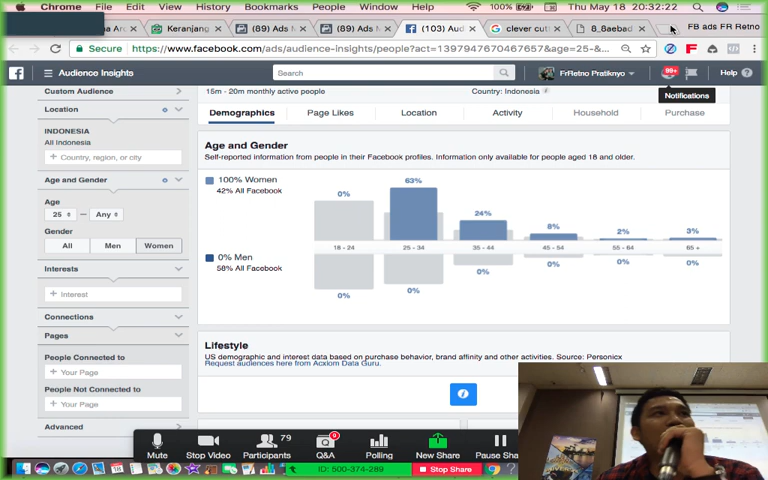 Chrome File Edit View History Bookmarks People Window Help 100% Thu May 18 20:32:22
Keranjang (89) Ads M (89) Ads M (103) Aud clever cut 8_8aebad FB ads FR Retno
Secure https://www.facebook.com/ads/audience-insights/people?act=1397947670467657&age=25-&
Audience Insights Search FrRetno Pratiknyo 99+ Help
Notifications
Custom Audience
Location
INDONESIA
All Indonesia
+ Country, region, or city
Age and Gender
Age
25 — Any
Gender
All Men Women
Interests
+ Interest
Connections
Pages
People Connected to
+ Your Page
People Not Connected to
+ Your Page
Advanced
15m - 20m monthly active people Country: Indonesia
Demographics Page Likes Location Activity Household Purchase
Age and Gender
Self-reported information from people in their Facebook profiles. Information only available for people aged 18 and older.
100% Women
42% All Facebook
0% 63% 24% 8% 2% 3%
18 - 24 25 - 34 35 - 44 45 - 54 55 - 64 65 +
0% Men
58% All Facebook
0% 0% 0% 0% 0% 0%
Lifestyle
US demographic and interest data based on purchase behavior, brand affinity and other activities. Source: Personicx
Request audiences here from Acxiom Data Guru.
79 9
Mute Stop Video Participants Q&A Polling New Share Pause Sha
ID: 500-374-289 Stop Share